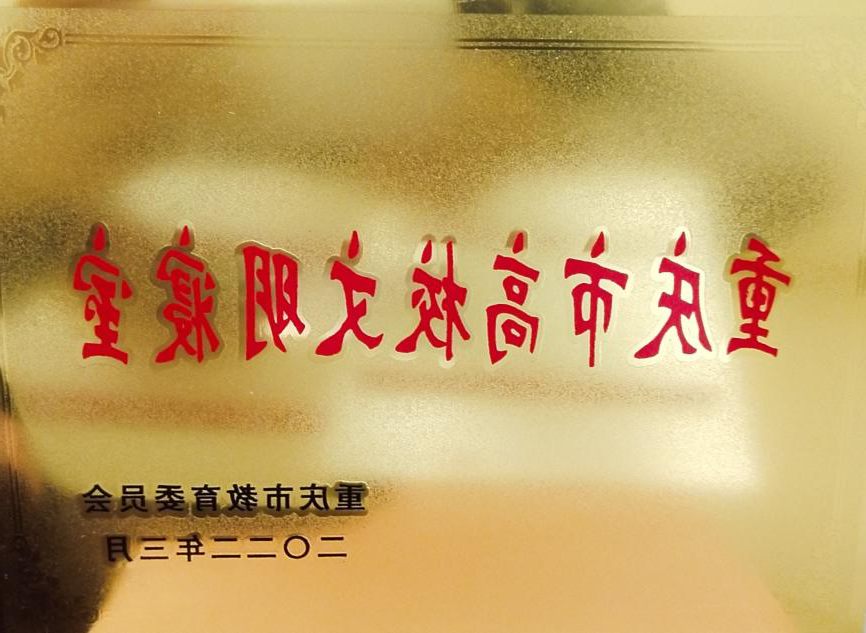 重庆市高校文明寝室
重庆市教育委员会
二〇二二年三月